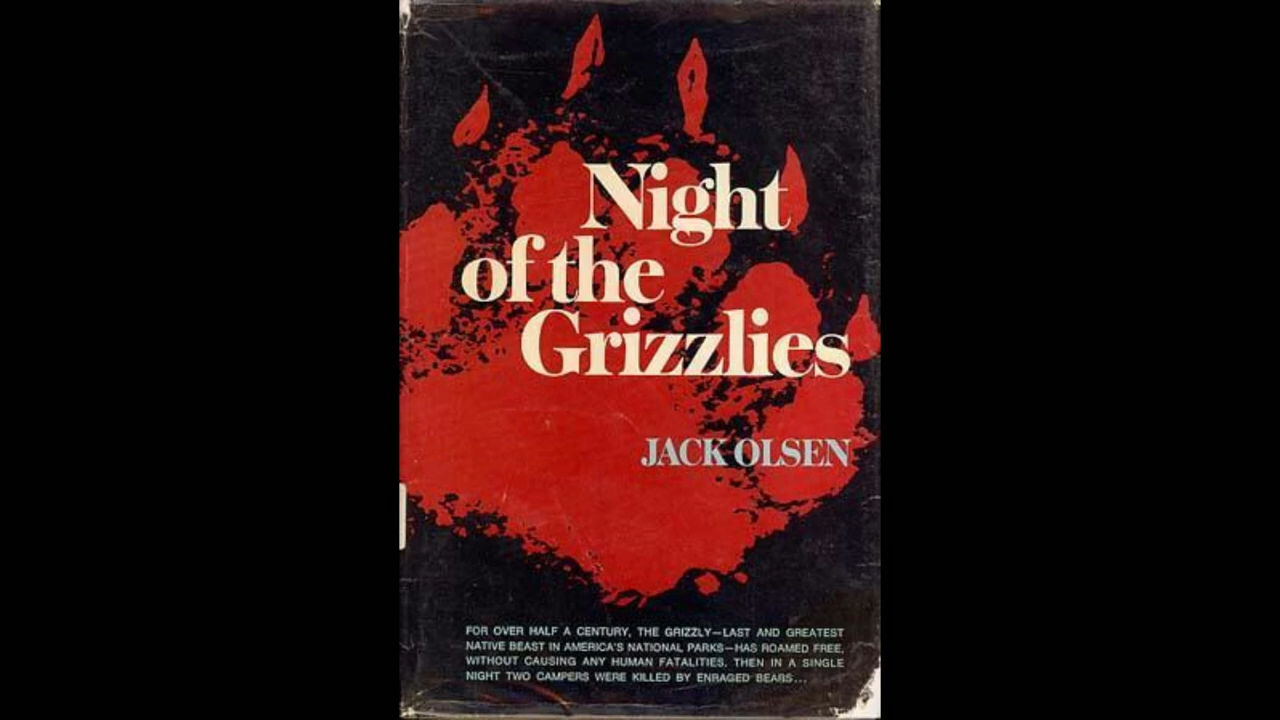 Night
of the
Grizzlies
JACK OLSEN
FOR OVER HALF A CENTURY, THE GRIZZLY—LAST AND GREATEST
NATIVE BEAST IN AMERICA'S NATIONAL PARKS—HAS ROAMED FREE,
WITHOUT CAUSING ANY HUMAN FATALITIES. THEN IN A SINGLE
NIGHT TWO CAMPERS WERE KILLED BY ENRAGED BEARS...